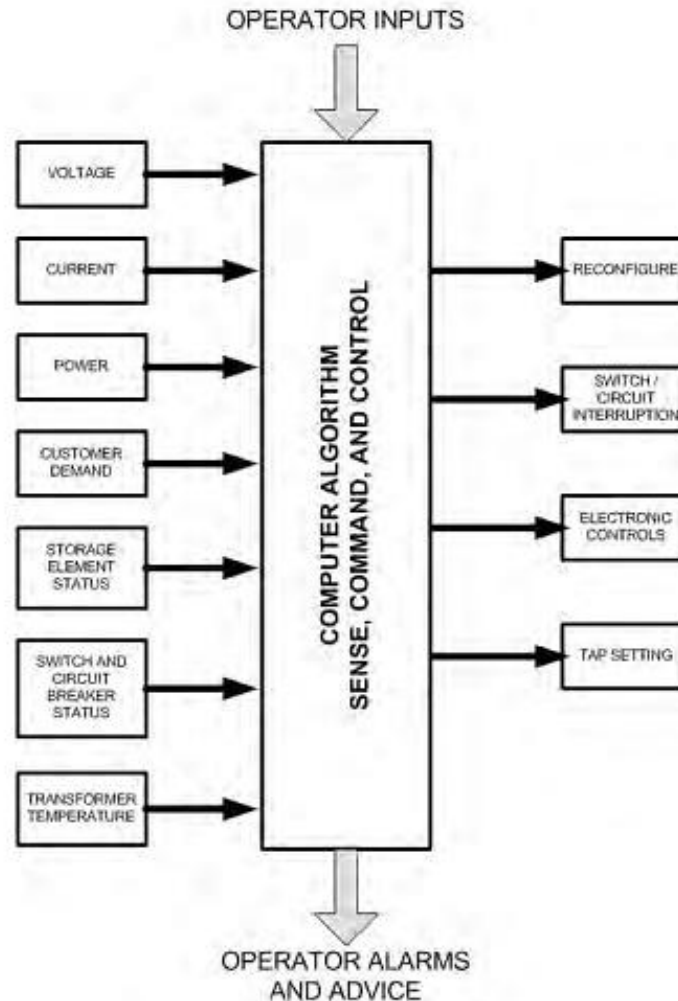 OPERATOR INPUTS
VOLTAGE
CURRENT
POWER
CUSTOMER
DEMAND
STORAGE
ELEMENT
STATUS
SWITCH AND
CIRCUIT
BREAKER
STATUS
TRANSFORMER
TEMPERATURE
COMPUTER ALGORITHM
SENSE, COMMAND, AND CONTROL
RECONFIGURE
SWITCH /
CIRCUIT
INTERRUPTION
ELECTRONIC
CONTROLS
TAP SETTING
OPERATOR ALARMS
AND ADVICE